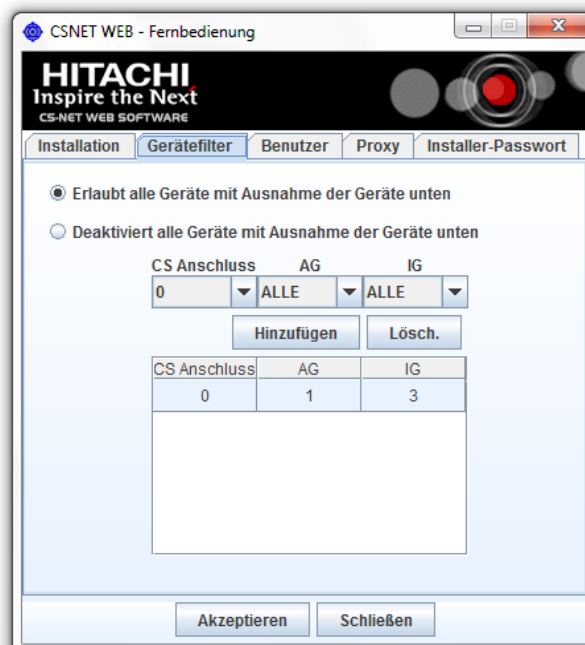 CSNET WEB - Fernbedienung
HITACHI
Inspire the Next
CS-NET WEB SOFTWARE
Installation Gerätefilter Benutzer Proxy Installer-Passwort
Erlaubt alle Geräte mit Ausnahme der Geräte unten
Deaktiviert alle Geräte mit Ausnahme der Geräte unten
CS Anschluss AG IG
0 ALLE ALLE
Hinzufügen Lösch.
CS Anschluss AG IG
0 1 3
Akzeptieren Schließen